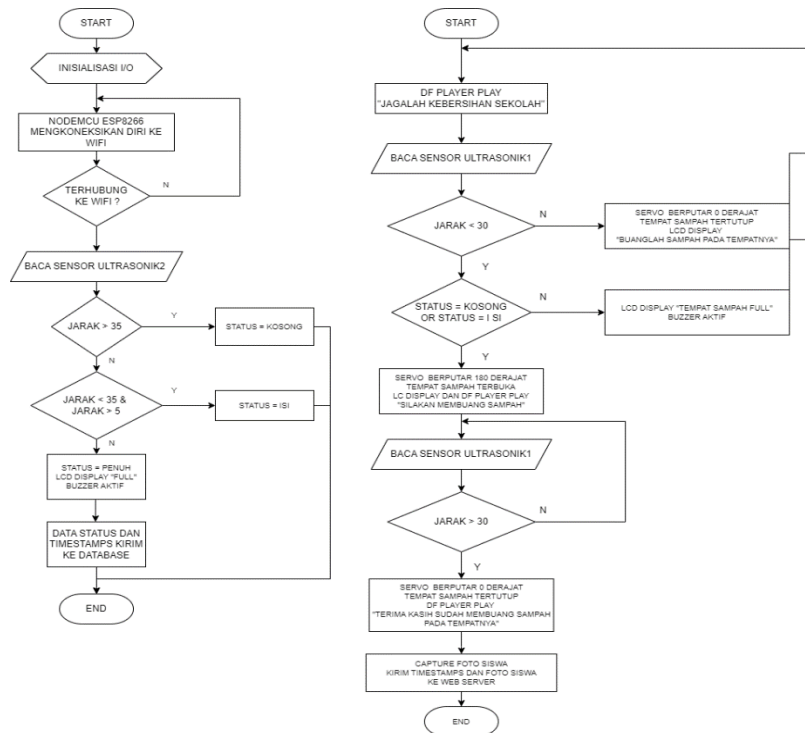 START
INISIALISASI I/O
NODEMCU ESP8266
MENGKONEKSIKAN DIRI KE
WIFI
TERHUBUNG
KE WIFI ?
N
BACA SENSOR ULTRASONIK2
JARAK > 35
Y
STATUS = KOSONG
N
JARAK < 35 &
JARAK > 5
Y
STATUS = ISI
N
STATUS = PENUH
LCD DISPLAY "FULL"
BUZZER AKTIF
DATA STATUS DAN
TIMESTAMPS KIRIM
KE DATABASE
END
START
DF PLAYER PLAY
"JAGALAH KEBERSIHAN SEKOLAH"
BACA SENSOR ULTRASONIK1
JARAK < 30
N
SERVO BERPUTAR 0 DERAJAT
TEMPAT SAMPAH TERTUTUP
LCD DISPLAY
"BUANGLAH SAMPAH PADA TEMPATNYA"
Y
STATUS = KOSONG
OR STATUS = I SI
N
LCD DISPLAY "TEMPAT SAMPAH FULL"
BUZZER AKTIF
Y
SERVO BERPUTAR 180 DERAJAT
TEMPAT SAMPAH TERBUKA
LC DISPLAY DAN DF PLAYER PLAY
"SILAKAN MEMBUANG SAMPAH"
BACA SENSOR ULTRASONIK1
JARAK > 30
N
Y
SERVO BERPUTAR 0 DERAJAT
TEMPAT SAMPAH TERTUTUP
DF PLAYER PLAY
"TERIMA KASIH SUDAH MEMBUANG SAMPAH
PADA TEMPATNYA"
CAPTURE FOTO SISWA
KIRIM TIMESTAMPS DAN FOTO SISWA
KE WEB SERVER
END